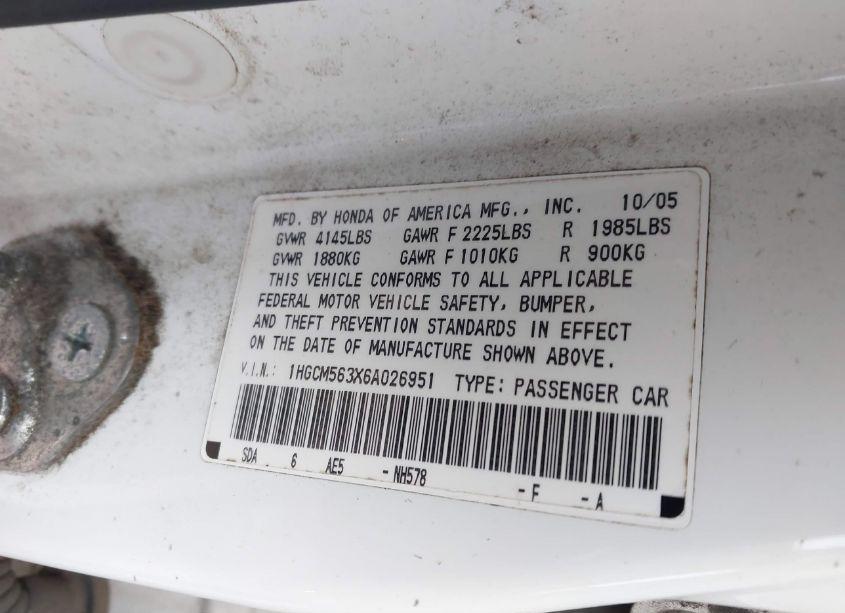 MFD. BY HONDA OF AMERICA MFG., INC. 10/05
GVWR 4145LBS GAWR F 2225LBS R 1985LBS
GVWR 1880KG GAWR F 1010KG R 900KG
THIS VEHICLE CONFORMS TO ALL APPLICABLE
FEDERAL MOTOR VEHICLE SAFETY, BUMPER,
AND THEFT PREVENTION STANDARDS IN EFFECT
ON THE DATE OF MANUFACTURE SHOWN ABOVE.
V.I.N.: 1HGCM563X6A026951 TYPE: PASSENGER CAR
SDA 6 AE5 - NH578 - F - A